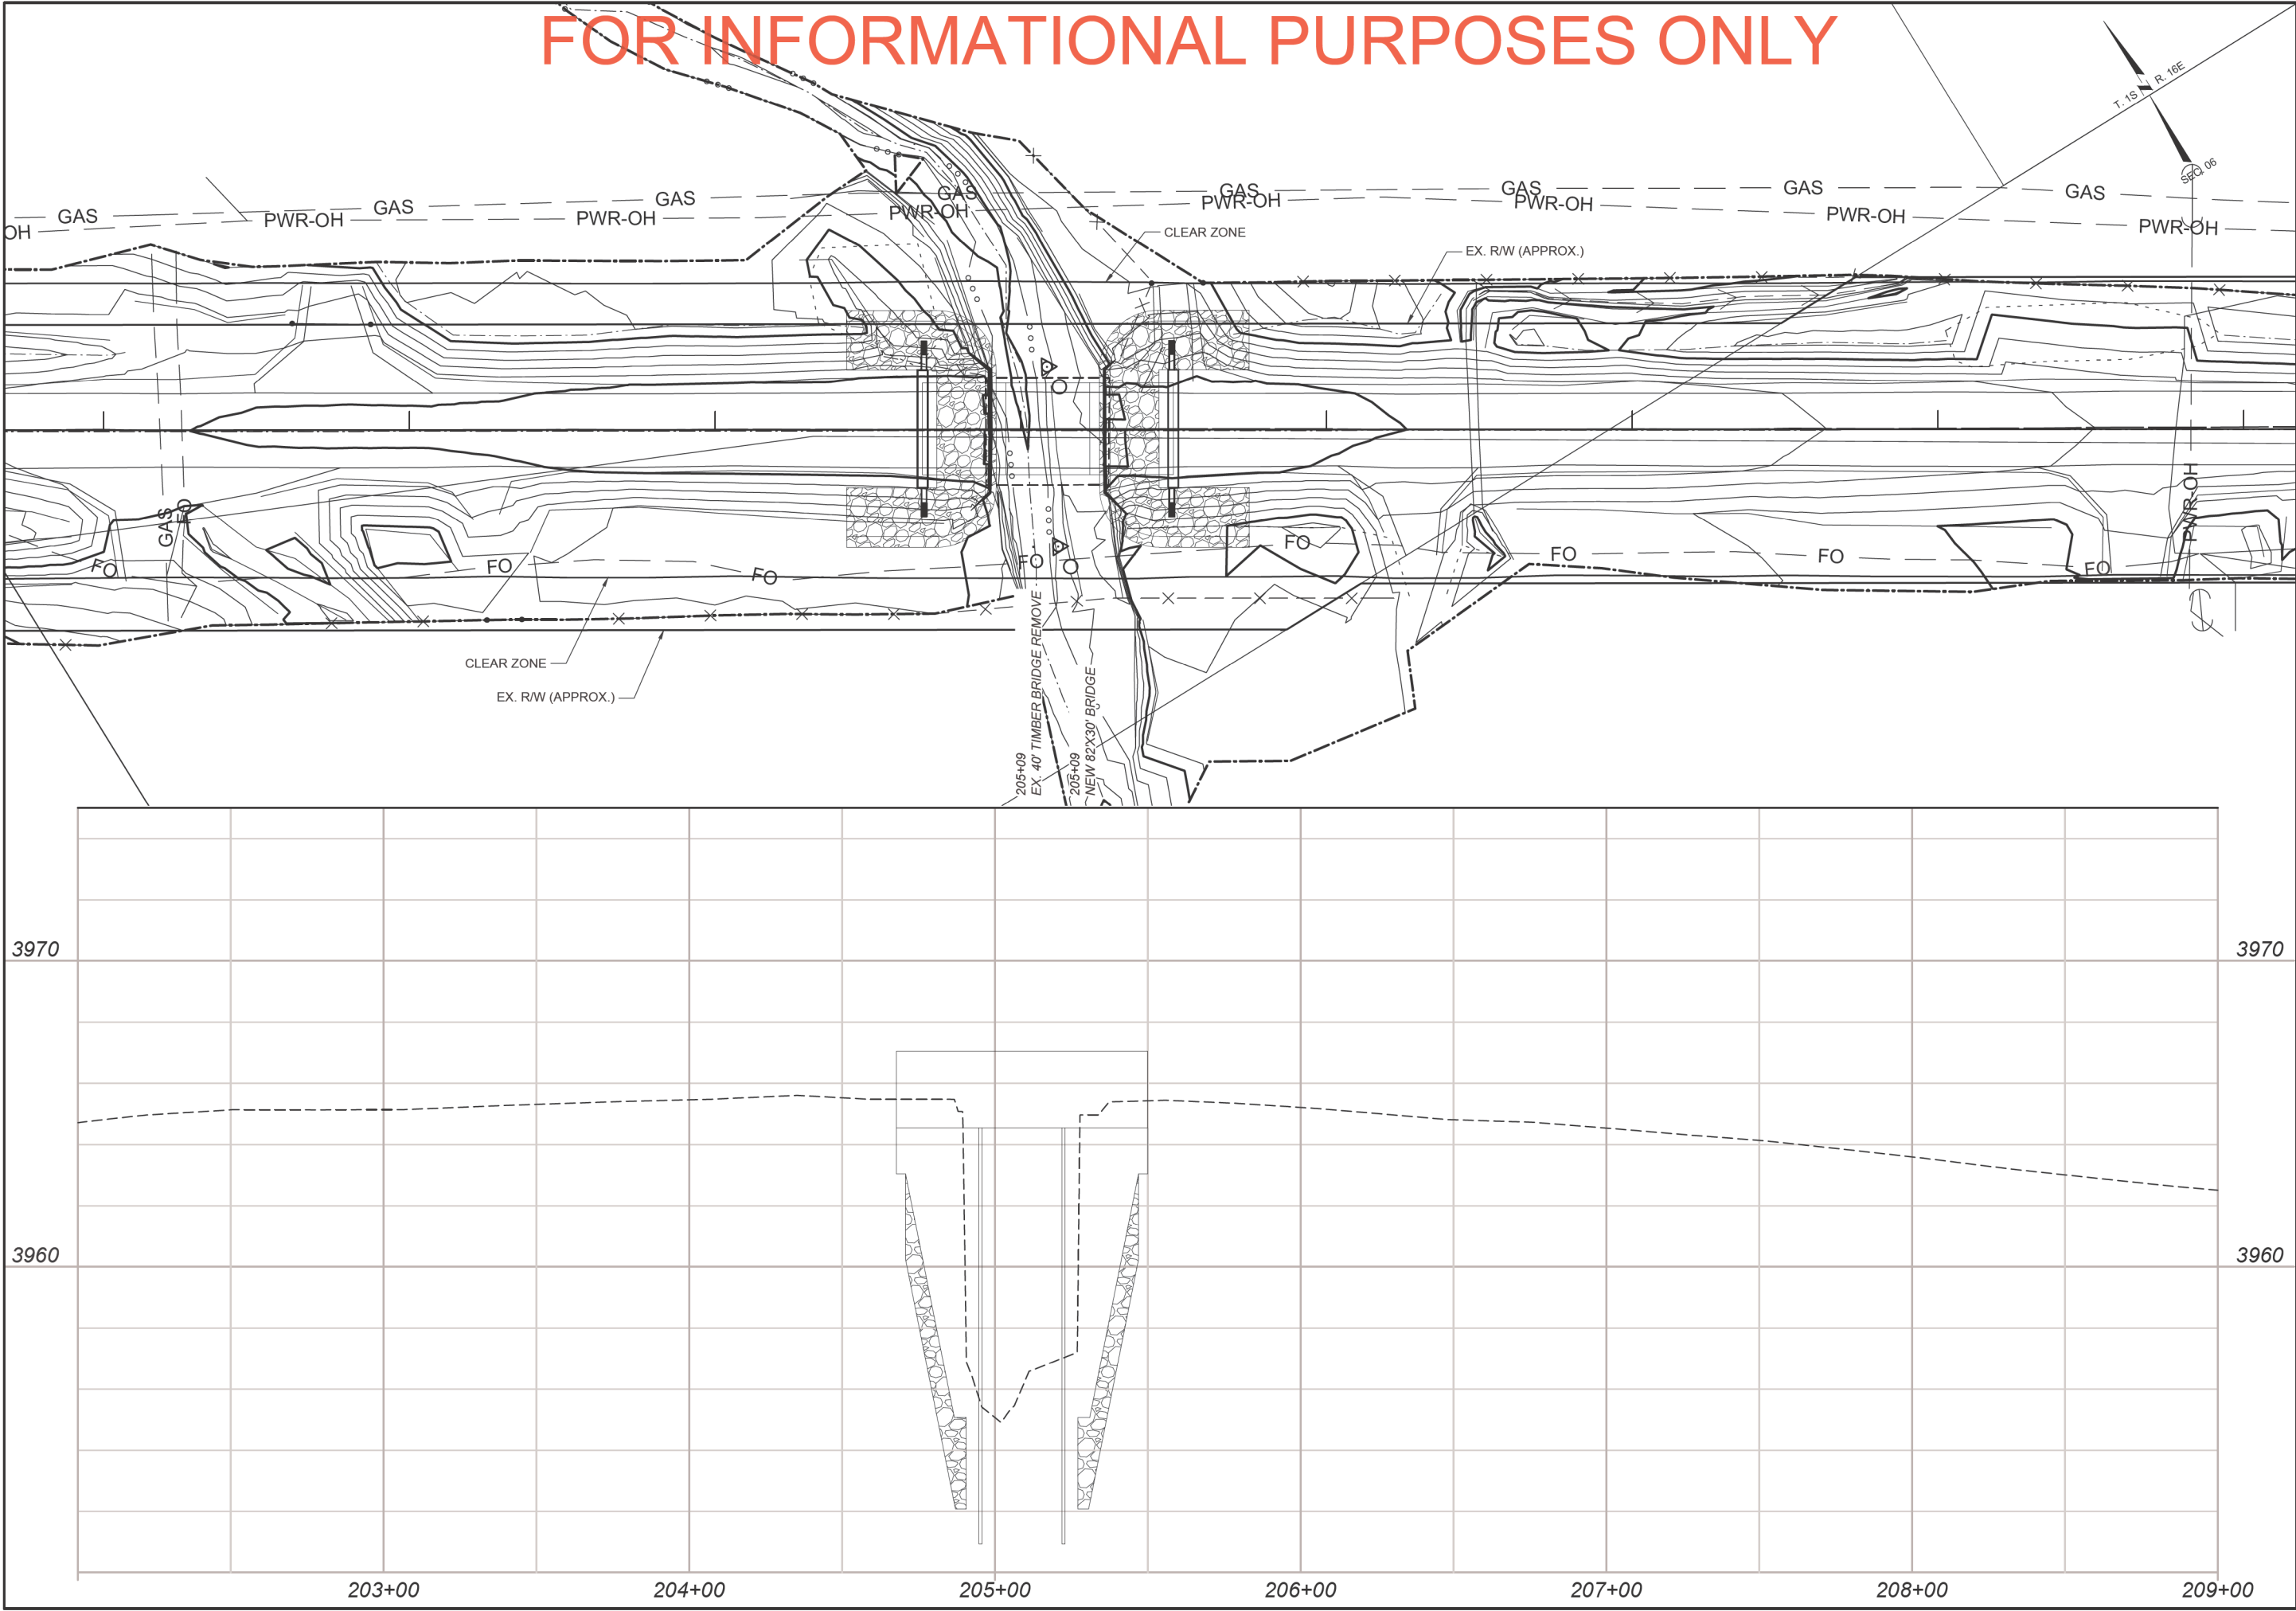 FOR INFORMATIONAL PURPOSES ONLY
T. 1S
R. 16E
SEC. 06
GAS
GAS
GAS
GAS
GAS
GAS
GAS
GAS
OH
PWR-OH
PWR-OH
PWR-OH
PWR-OH
PWR-OH
PWR-OH
PWR-OH
CLEAR ZONE
EX. R/W (APPROX.)
GAS
FO
PWR-OH
FO
FO
FO
FO
FO
FO
FO
FO
CLEAR ZONE
EX. R/W (APPROX.)
205+09
EX. 40' TIMBER BRIDGE REMOVE
205+09
NEW 82'X30' BRIDGE
3970
3970
3960
3960
203+00
204+00
205+00
206+00
207+00
208+00
209+00